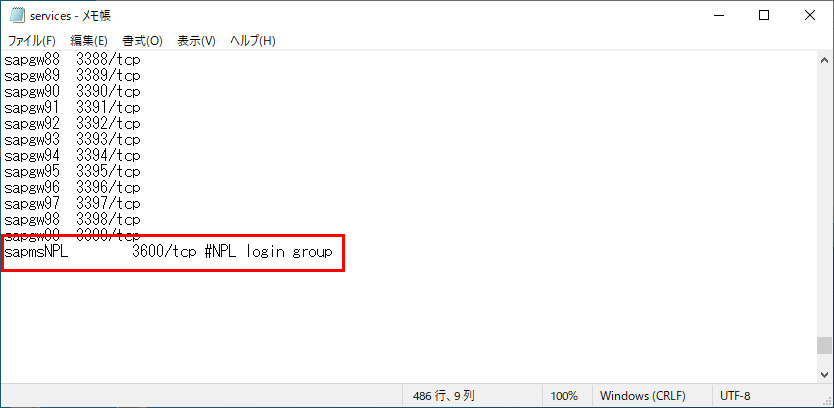 services - メモ帳
ファイル(F) 編集(E) 書式(O) 表示(V) ヘルプ(H)
sapgw88 3388/tcp
sapgw89 3389/tcp
sapgw90 3390/tcp
sapgw91 3391/tcp
sapgw92 3392/tcp
sapgw93 3393/tcp
sapgw94 3394/tcp
sapgw95 3395/tcp
sapgw96 3396/tcp
sapgw97 3397/tcp
sapgw98 3398/tcp
sapgw99 3399/tcp
sapmsNPL 3600/tcp #NPL login group
486 行、9 列 100% Windows (CRLF) UTF-8